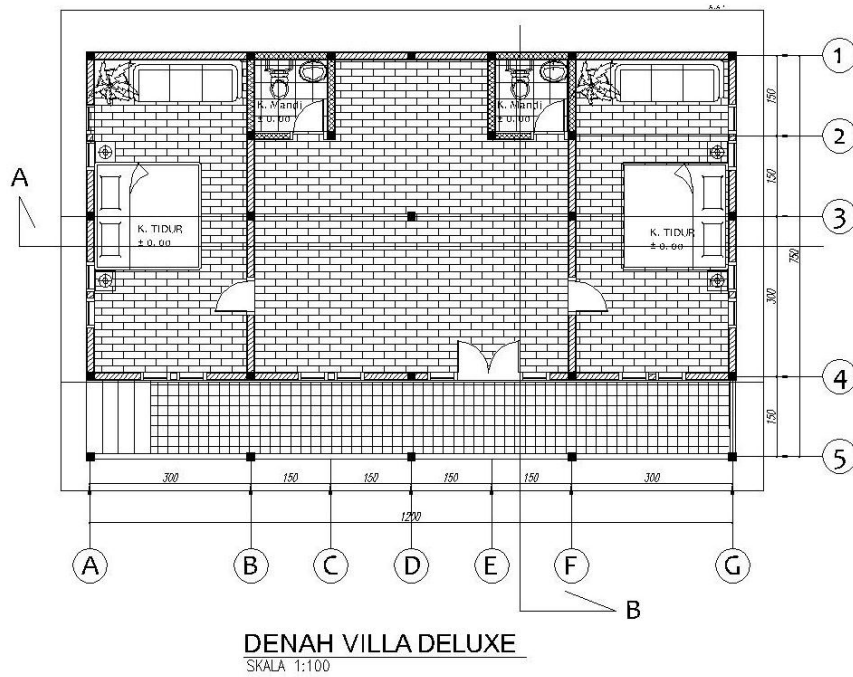 1
K. Mandi
± 0.00
K. Mandi
± 0.00
150
2
A
150
K. TIDUR
± 0.00
K. TIDUR
± 0.00
3
750
300
4
150
5
300
150
150
150
150
300
1200
A
B
C
D
E
F
G
B
DENAH VILLA DELUXE
SKALA 1:100